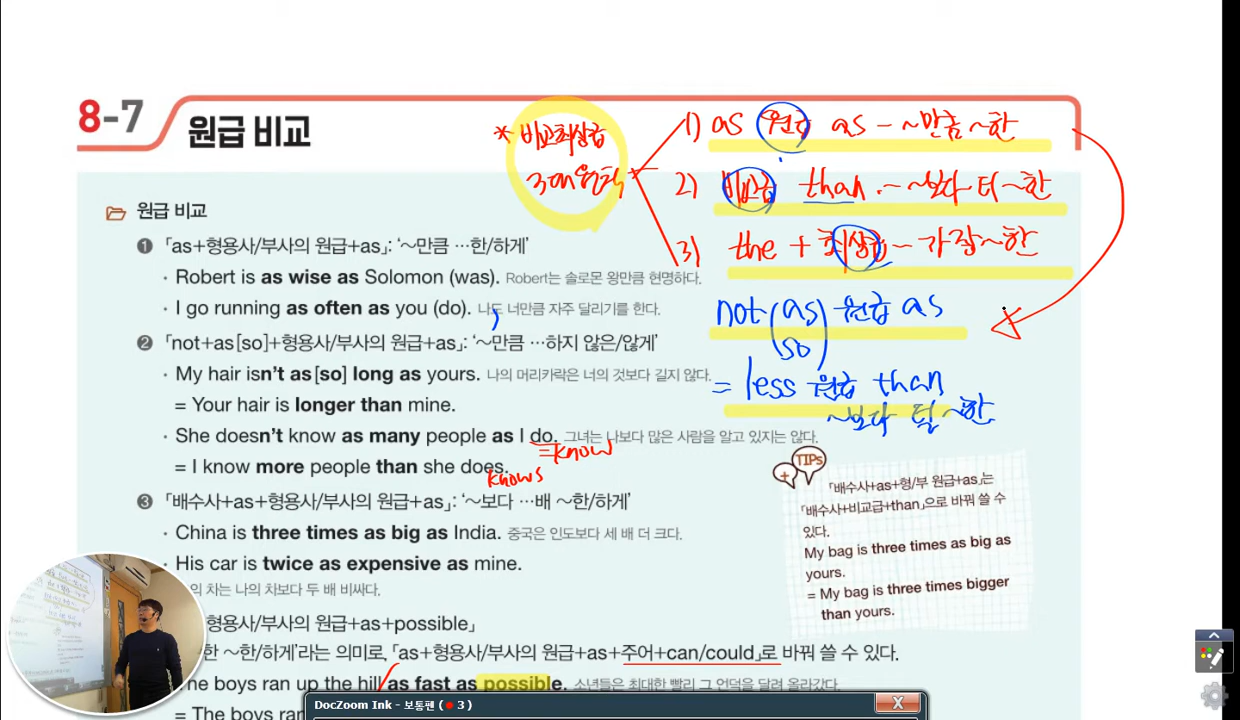 8-7 원급 비교
* 비교최상급
3대원칙
1) as 원급 as - ~만큼 ~한
2) 비교급 than - ~보다 더 ~한
3) the + 최상급 - 가장 ~한
not (as) 원급 as
(so)
= less 원급 than
~보다 덜 ~한
원급 비교
❶ 「as+형용사/부사의 원급+as」: ‘~만큼 …한/하게’
· Robert is as wise as Solomon (was). Robert는 솔로몬 왕만큼 현명하다.
· I go running as often as you (do). 나도 너만큼 자주 달리기를 한다.
❷ 「not+as[so]+형용사/부사의 원급+as」: ‘~만큼 …하지 않은/않게’
· My hair isn’t as[so] long as yours. 나의 머리카락은 너의 것보다 길지 않다.
= Your hair is longer than mine.
· She doesn’t know as many people as I do. 그녀는 나보다 많은 사람을 알고 있지는 않다.
=know
= I know more people than she does.
knows
❸ 「배수사+as+형용사/부사의 원급+as」: ‘~보다 …배 ~한/하게’
· China is three times as big as India. 중국은 인도보다 세 배 더 크다.
· His car is twice as expensive as mine.
의 차는 나의 차보다 두 배 비싸다.
형용사/부사의 원급+as+possible」
한 ~한/하게’라는 의미로, 「as+형용사/부사의 원급+as+주어+can/could」로 바꿔 쓸 수 있다.
he boys ran up the hill as fast as possible. 소년들은 최대한 빨리 그 언덕을 달려 올라갔다.
= The boys ran
+ TIPs
「배수사+as+형/부 원급+as」는
「배수사+비교급+than」으로 바꿔 쓸 수
있다.
My bag is three times as big as
yours.
= My bag is three times bigger
than yours.
DocZoom Ink - 보통펜 ( 3 )